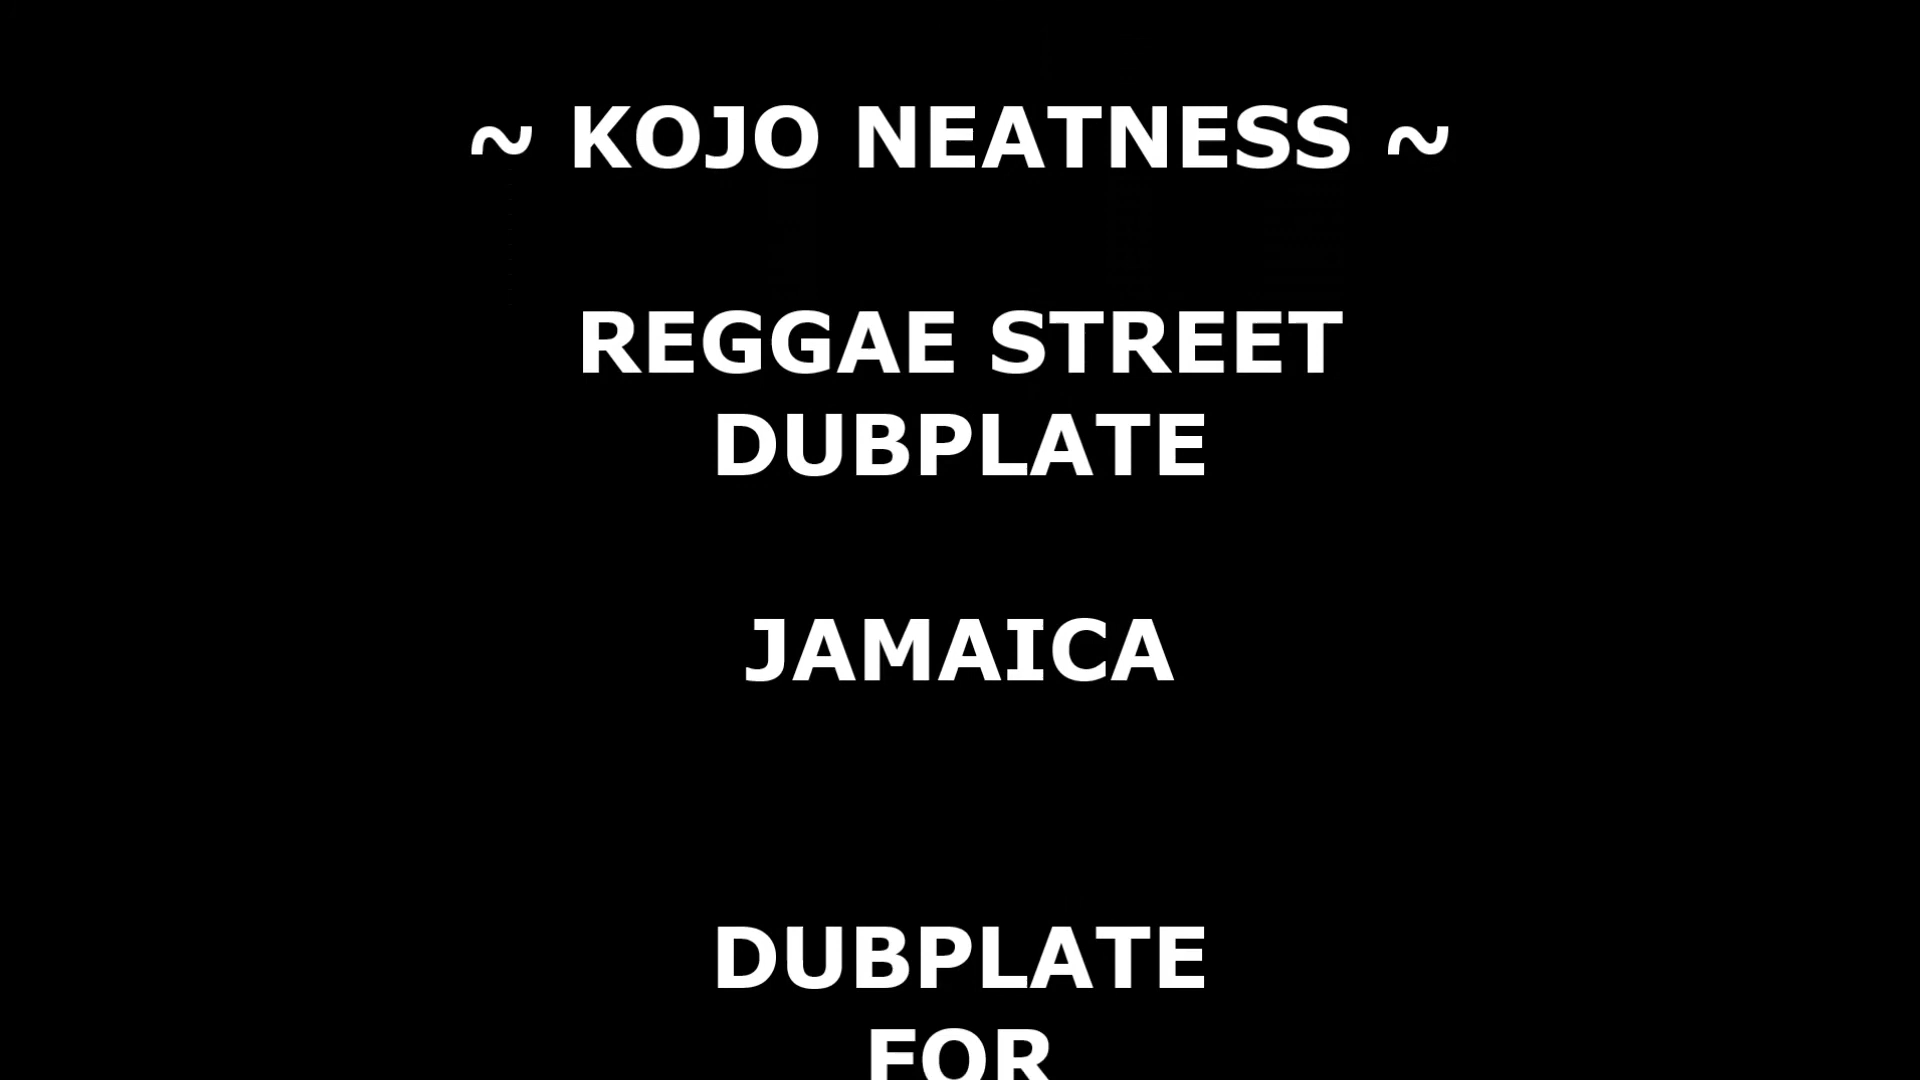 ~ KOJO NEATNESS ~
REGGAE STREET
DUBPLATE
JAMAICA
DUBPLATE
FOR